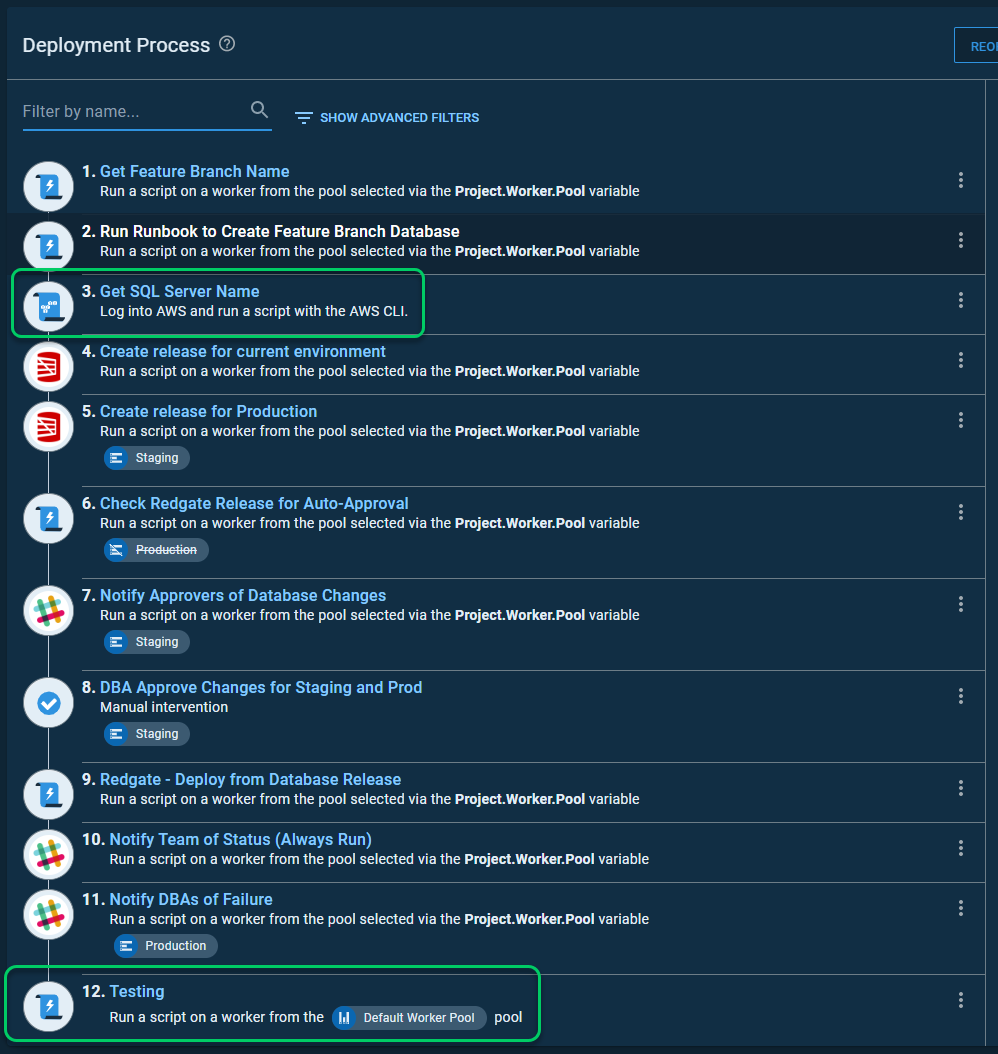 Deployment Process
REO
Filter by name...
SHOW ADVANCED FILTERS
1. Get Feature Branch Name
Run a script on a worker from the pool selected via the Project.Worker.Pool variable
2. Run Runbook to Create Feature Branch Database
Run a script on a worker from the pool selected via the Project.Worker.Pool variable
3. Get SQL Server Name
Log into AWS and run a script with the AWS CLI.
4. Create release for current environment
Run a script on a worker from the pool selected via the Project.Worker.Pool variable
5. Create release for Production
Run a script on a worker from the pool selected via the Project.Worker.Pool variable
Staging
6. Check Redgate Release for Auto-Approval
Run a script on a worker from the pool selected via the Project.Worker.Pool variable
Production
7. Notify Approvers of Database Changes
Run a script on a worker from the pool selected via the Project.Worker.Pool variable
Staging
8. DBA Approve Changes for Staging and Prod
Manual intervention
Staging
9. Redgate - Deploy from Database Release
Run a script on a worker from the pool selected via the Project.Worker.Pool variable
10. Notify Team of Status (Always Run)
Run a script on a worker from the pool selected via the Project.Worker.Pool variable
11. Notify DBAs of Failure
Run a script on a worker from the pool selected via the Project.Worker.Pool variable
Production
12. Testing
Run a script on a worker from the Default Worker Pool pool